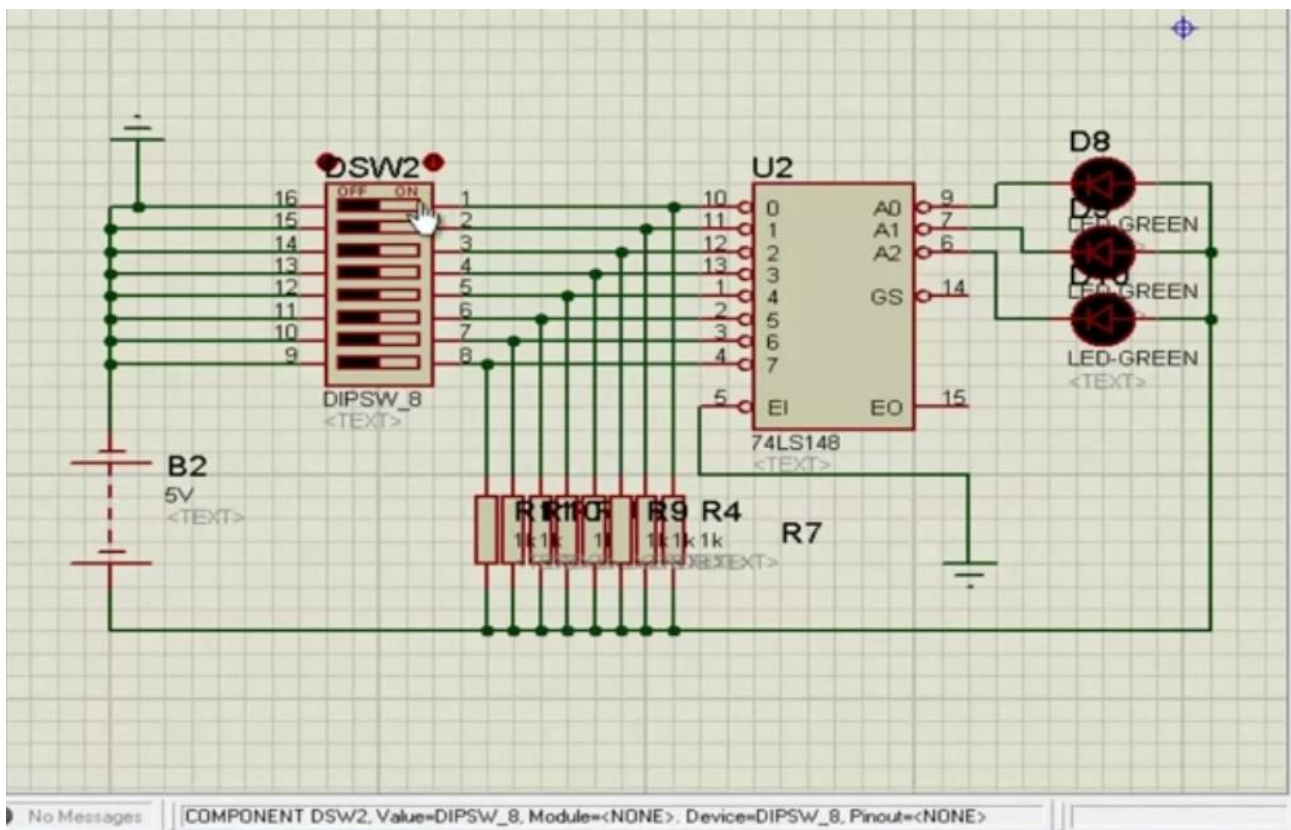 DSW2
OFF ON
16
15
14
13
12
11
10
9
1
2
3
4
5
6
7
8
DIPSW_8
<TEXT>
U2
10
11
12
13
1
2
3
4
5
0
1
2
3
4
5
6
7
EI
A0
A1
A2
GS
EO
9
7
6
14
15
74LS148
<TEXT>
D8
LED-GREEN
LED-GREEN
LED-GREEN
<TEXT>
B2
5V
<TEXT>
R9
R4
1k
1k
1k
1k
1k
R7
No Messages
COMPONENT DSW2, Value=DIPSW_8, Module=<NONE>. Device=DIPSW_8, Pinout=<NONE>